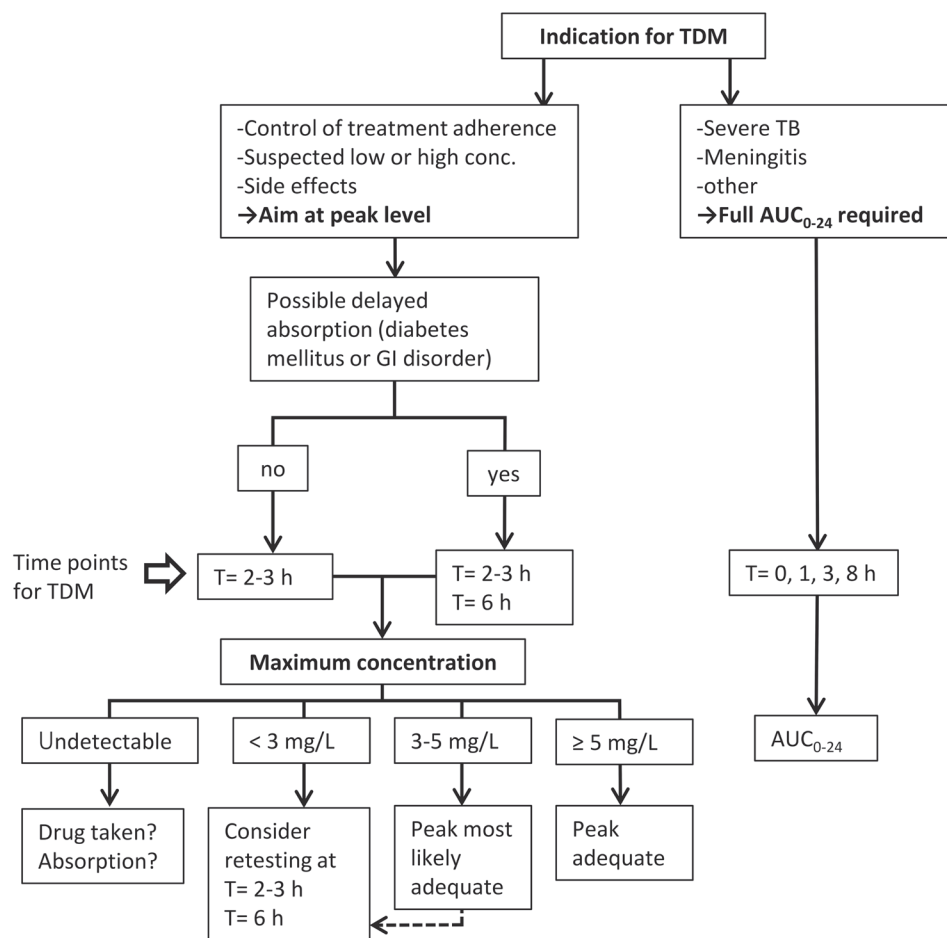 Indication for TDM
-Control of treatment adherence
-Suspected low or high conc.
-Side effects
→Aim at peak level
-Severe TB
-Meningitis
-other
→Full AUC₀₋₂₄ required
Possible delayed
absorption (diabetes
mellitus or GI disorder)
no
yes
Time points
for TDM
T= 2-3 h
T= 2-3 h
T= 6 h
T= 0, 1, 3, 8 h
Maximum concentration
Undetectable
< 3 mg/L
3-5 mg/L
≥ 5 mg/L
AUC₀₋₂₄
Drug taken?
Absorption?
Consider
retesting at
T= 2-3 h
T= 6 h
Peak most
likely
adequate
Peak
adequate